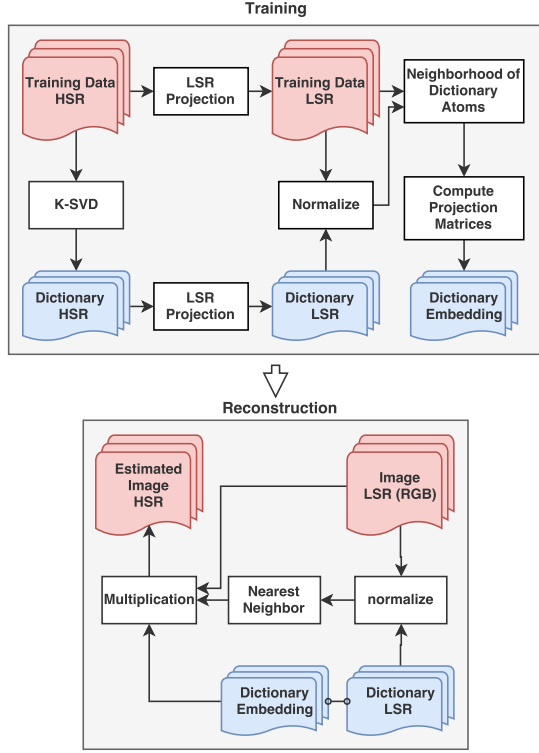 Training
Training Data
HSR
LSR
Projection
Training Data
LSR
Neighborhood of
Dictionary
Atoms
K-SVD
Normalize
Compute
Projection
Matrices
Dictionary
HSR
LSR
Projection
Dictionary
LSR
Dictionary
Embedding
Reconstruction
Estimated
Image
HSR
Image
LSR (RGB)
Multiplication
Nearest
Neighbor
normalize
Dictionary
Embedding
Dictionary
LSR